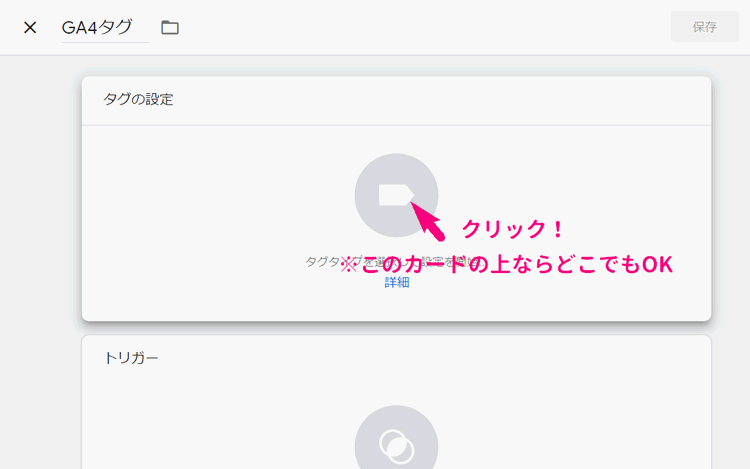 GA4タグ
保存
タグの設定
クリック！
タグタイプを選択して設定を開始...
※このカードの上ならどこでもOK
詳細
トリガー